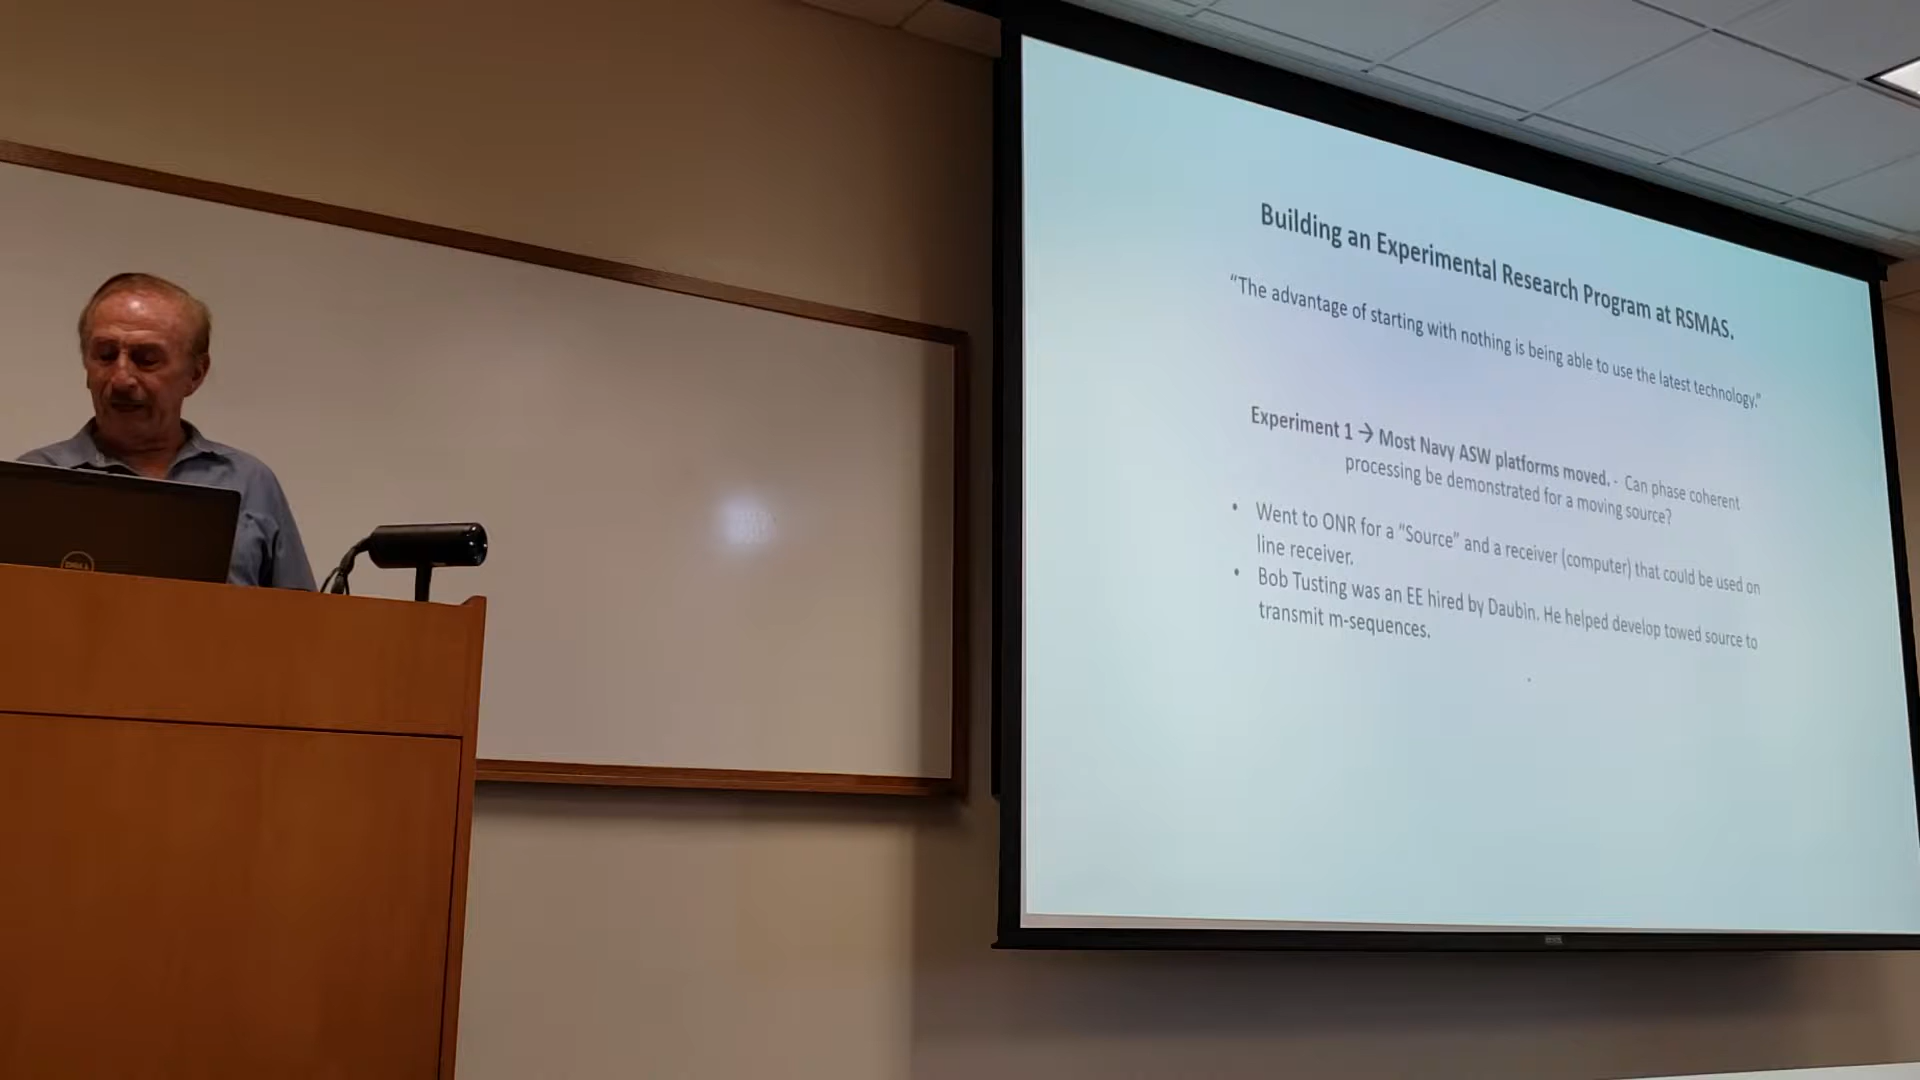 Building an Experimental Research Program at RSMAS.
“The advantage of starting with nothing is being able to use the latest technology.”
Experiment 1 → Most Navy ASW platforms moved. - Can phase coherent
processing be demonstrated for a moving source?
• Went to ONR for a “Source” and a receiver (computer) that could be used on
line receiver.
• Bob Tusting was an EE hired by Daubin. He helped develop towed source to
transmit m-sequences.
DELL